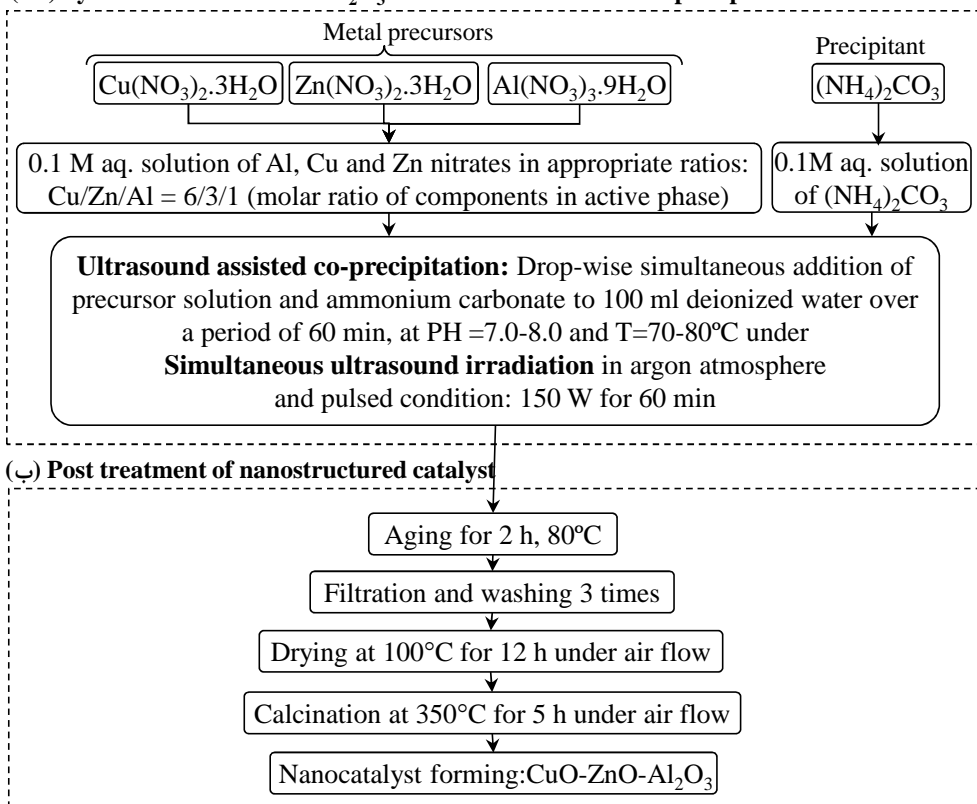 Metal precursors
Precipitant
Cu(NO₃)₂.3H₂O
Zn(NO₃)₂.3H₂O
Al(NO₃)₃.9H₂O
(NH₄)₂CO₃
0.1 M aq. solution of Al, Cu and Zn nitrates in appropriate ratios:
Cu/Zn/Al = 6/3/1 (molar ratio of components in active phase)
0.1M aq. solution
of (NH₄)₂CO₃
Ultrasound assisted co-precipitation: Drop-wise simultaneous addition of
precursor solution and ammonium carbonate to 100 ml deionized water over
a period of 60 min, at PH =7.0-8.0 and T=70-80ºC under
Simultaneous ultrasound irradiation in argon atmosphere
and pulsed condition: 150 W for 60 min
(ب) Post treatment of nanostructured catalyst
Aging for 2 h, 80ºC
Filtration and washing 3 times
Drying at 100°C for 12 h under air flow
Calcination at 350°C for 5 h under air flow
Nanocatalyst forming:CuO-ZnO-Al₂O₃